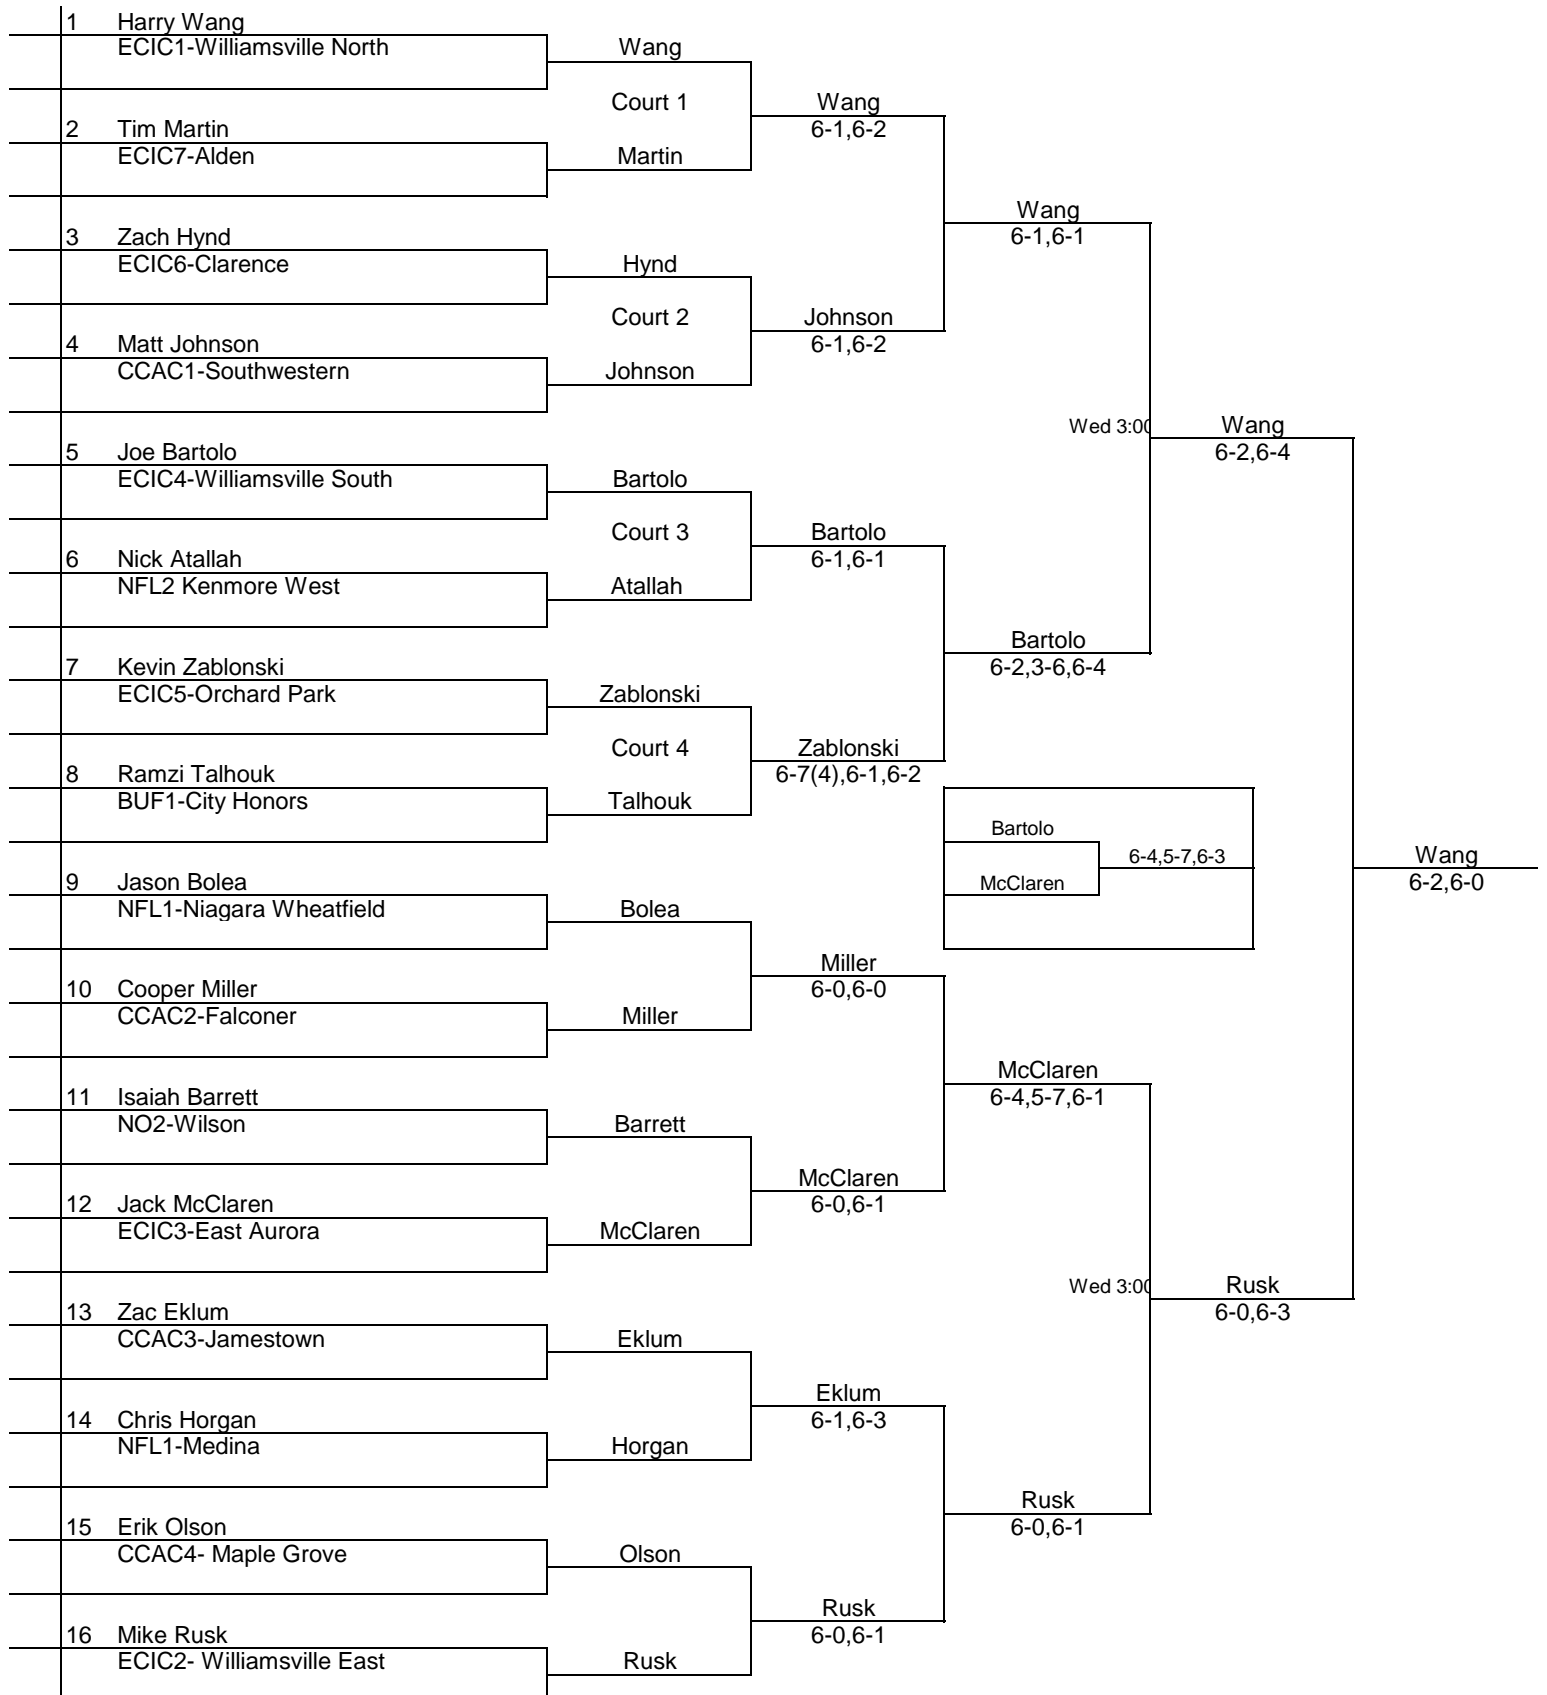 1 Harry Wang
ECIC1-Williamsville North
Wang
Court 1
Wang
6-1,6-2
2 Tim Martin
ECIC7-Alden
Martin
Wang
6-1,6-1
3 Zach Hynd
ECIC6-Clarence
Hynd
Court 2
Johnson
6-1,6-2
4 Matt Johnson
CCAC1-Southwestern
Johnson
Wed 3:00
Wang
6-2,6-4
5 Joe Bartolo
ECIC4-Williamsville South
Bartolo
Court 3
Bartolo
6-1,6-1
6 Nick Atallah
NFL2 Kenmore West
Atallah
Bartolo
6-2,3-6,6-4
7 Kevin Zablonski
ECIC5-Orchard Park
Zablonski
Court 4
Zablonski
6-7(4),6-1,6-2
8 Ramzi Talhouk
BUF1-City Honors
Talhouk
Bartolo
6-4,5-7,6-3
McClaren
Wang
6-2,6-0
9 Jason Bolea
NFL1-Niagara Wheatfield
Bolea
Miller
6-0,6-0
10 Cooper Miller
CCAC2-Falconer
Miller
McClaren
6-4,5-7,6-1
11 Isaiah Barrett
NO2-Wilson
Barrett
McClaren
6-0,6-1
12 Jack McClaren
ECIC3-East Aurora
McClaren
Wed 3:00
Rusk
6-0,6-3
13 Zac Eklum
CCAC3-Jamestown
Eklum
Eklum
6-1,6-3
14 Chris Horgan
NFL1-Medina
Horgan
Rusk
6-0,6-1
15 Erik Olson
CCAC4- Maple Grove
Olson
Rusk
6-0,6-1
16 Mike Rusk
ECIC2- Williamsville East
Rusk